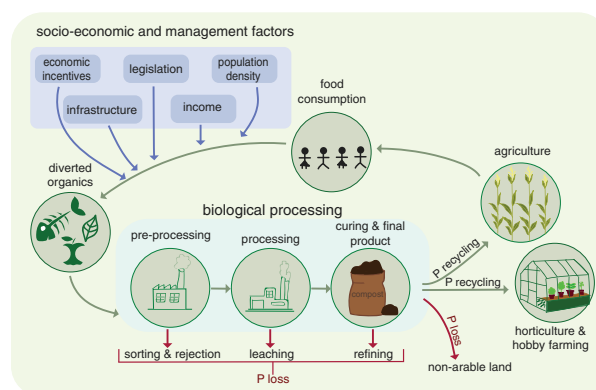 socio-economic and management factors
economic
incentives
legislation
population
density
infrastructure
income
food
consumption
agriculture
diverted
organics
biological processing
pre-processing
processing
curing & final
product
compost
P recycling
P recycling
P loss
horticulture &
hobby farming
non-arable land
sorting & rejection
leaching
refining
P loss